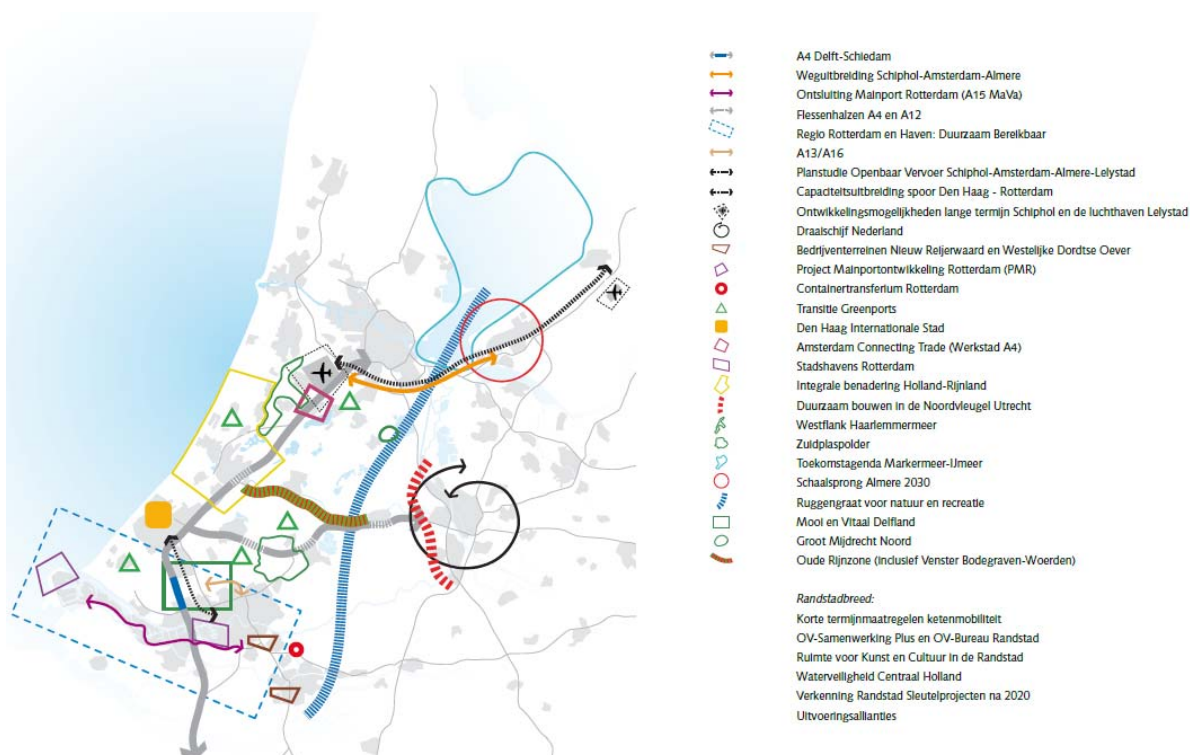 A4 Delft-Schiedam
Weguitbreiding Schiphol-Amsterdam-Almere
Ontsluiting Mainport Rotterdam (A15 MaVa)
Flessenhalzen A4 en A12
Regio Rotterdam en Haven: Duurzaam Bereikbaar
A13/A16
Planstudie Openbaar Vervoer Schiphol-Amsterdam-Almere-Lelystad
Capaciteitsuitbreiding spoor Den Haag - Rotterdam
Ontwikkelingsmogelijkheden lange termijn Schiphol en de luchthaven Lelystad
Draaischijf Nederland
Bedrijventerreinen Nieuw Reijerwaard en Westelijke Dordtse Oever
Project Mainportontwikkeling Rotterdam (PMR)
Containertransferium Rotterdam
Transitie Greenports
Den Haag Internationale Stad
Amsterdam Connecting Trade (Werkstad A4)
Stadshavens Rotterdam
Integrale benadering Holland-Rijnland
Duurzaam bouwen in de Noordvleugel Utrecht
Westflank Haarlemmermeer
Zuidplaspolder
Toekomstagenda Markermeer-IJmeer
Schaalsprong Almere 2030
Ruggengraat voor natuur en recreatie
Mooi en Vitaal Delfland
Groot Mijdrecht Noord
Oude Rijnzone (inclusief Venster Bodegraven-Woerden)
Randstadbreed:
Korte termijnmaatregelen ketenmobiliteit
OV-Samenwerking Plus en OV-Bureau Randstad
Ruimte voor Kunst en Cultuur in de Randstad
Waterveiligheid Centraal Holland
Verkenning Randstad Sleutelprojecten na 2020
Uitvoeringsallianties